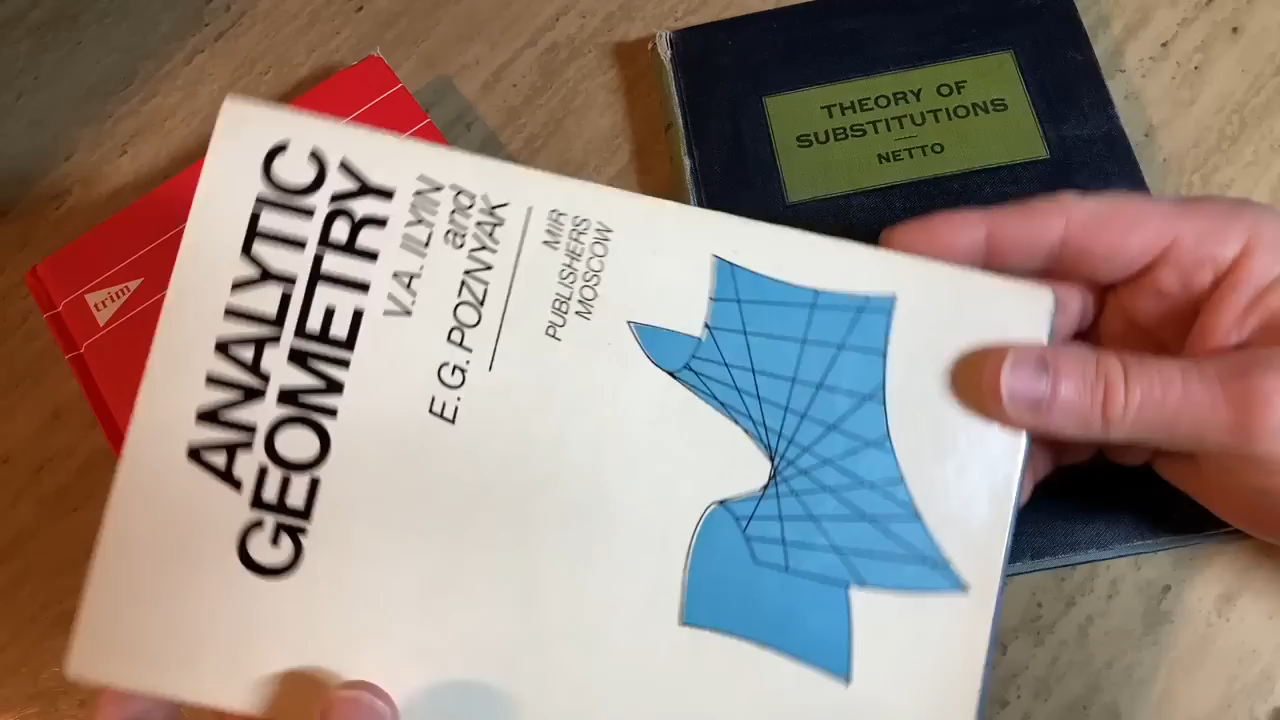 ANALYTIC
GEOMETRY
V.A. ILYIN
and
E.G. POZNYAK
MIR
PUBLISHERS
MOSCOW
THEORY OF
SUBSTITUTIONS
NETTO
trim